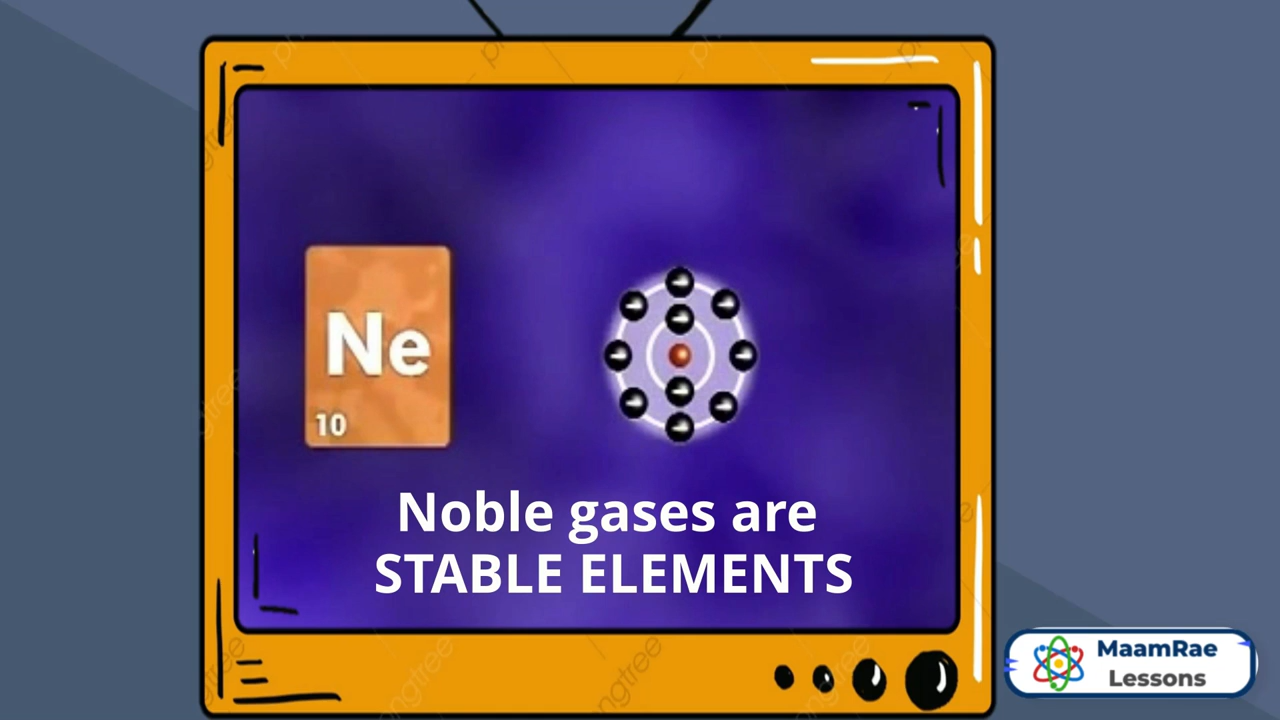 Ne
10
Noble gases are
STABLE ELEMENTS
MaamRae
Lessons